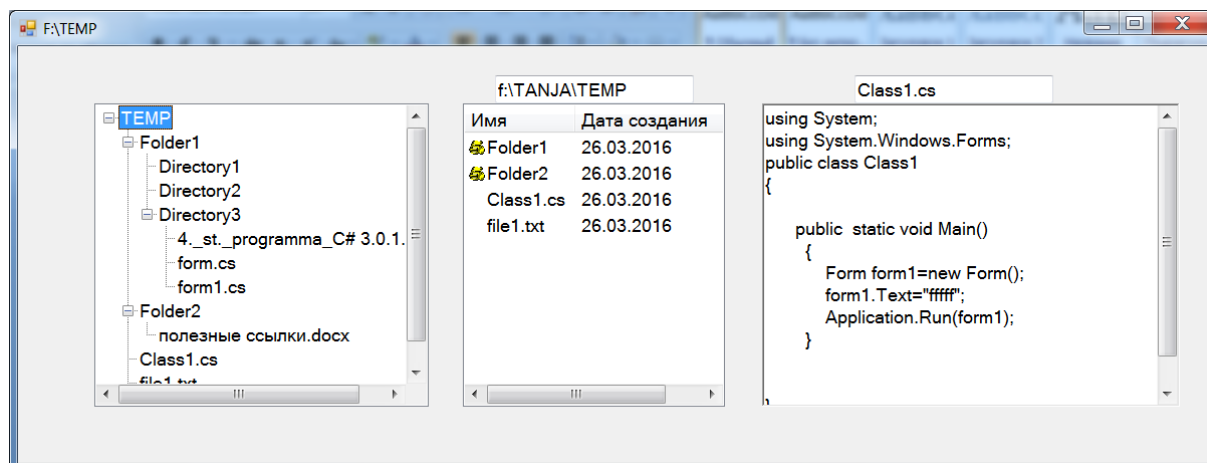 F:\TEMP
TEMP
Folder1
Directory1
Directory2
Directory3
4._st._programma_C# 3.0.1.
form.cs
form1.cs
Folder2
полезные ссылки.docx
Class1.cs
file1.txt
f:\TANJA\TEMP
Имя Дата создания
Folder1 26.03.2016
Folder2 26.03.2016
Class1.cs 26.03.2016
file1.txt 26.03.2016
Class1.cs
using System;
using System.Windows.Forms;
public class Class1
{
public static void Main()
{
Form form1=new Form();
form1.Text="fffff";
Application.Run(form1);
}
}